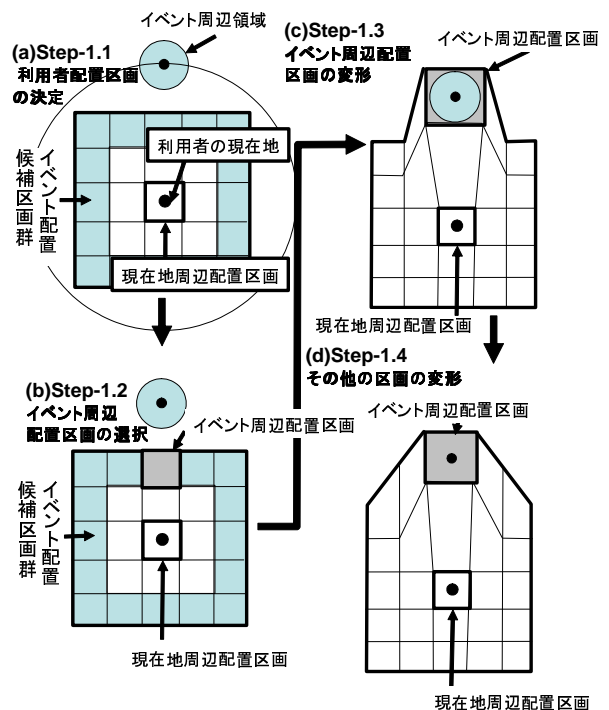 イベント周辺領域
(a)Step-1.1
利用者配置区画
の決定
利用者の現在地
イベント配置
候補区画群
現在地周辺配置区画
(b)Step-1.2
イベント周辺
配置区画の選択
イベント周辺配置区画
イベント配置
候補区画群
現在地周辺配置区画
(c)Step-1.3
イベント周辺配置
区画の変形
イベント周辺配置区画
現在地周辺配置区画
(d)Step-1.4
その他の区画の変形
イベント周辺配置区画
現在地周辺配置区画